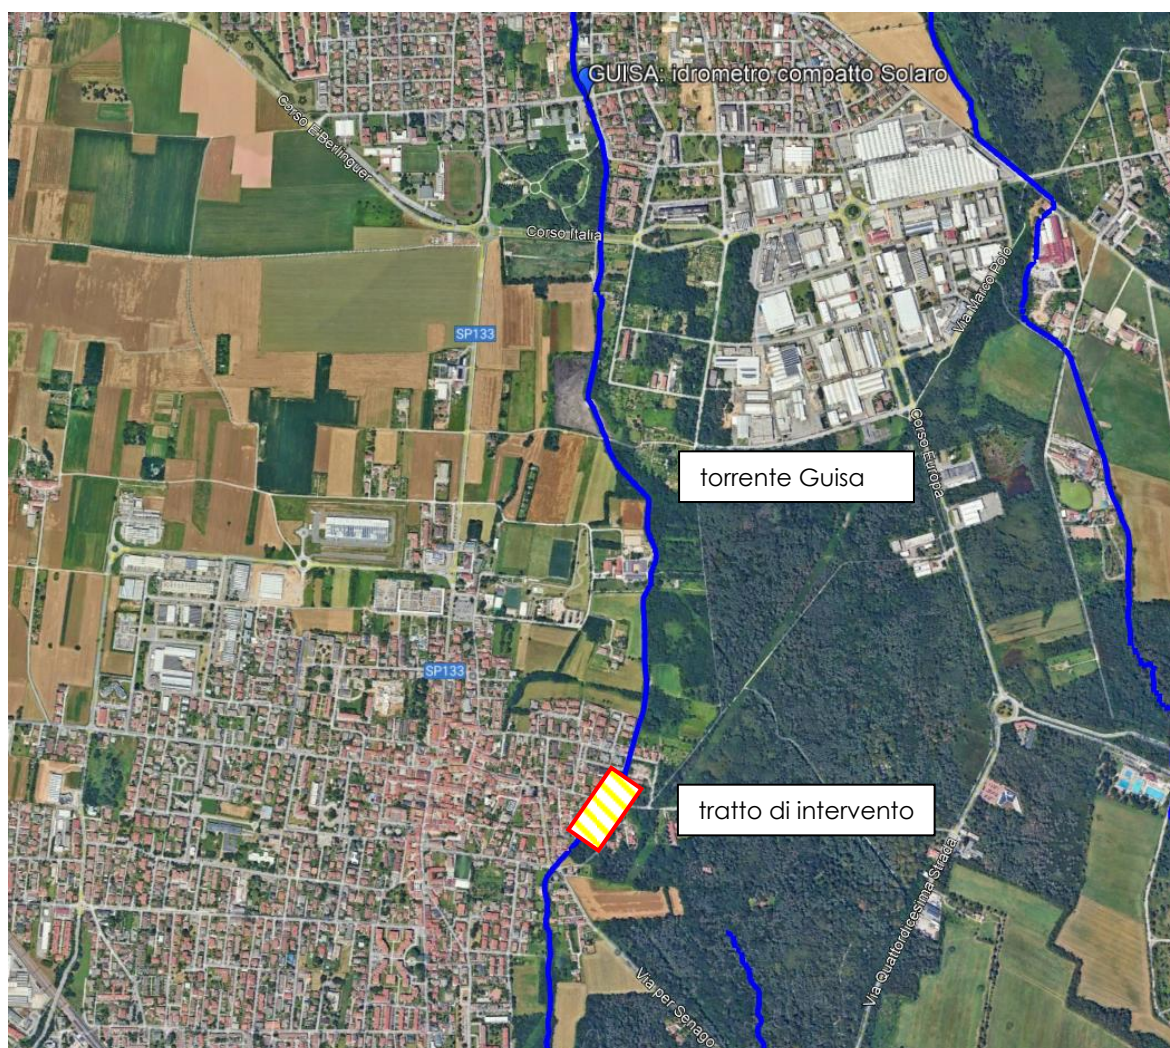 GUISA: idrometro compatto Solaro
Corso E Berlinguer
Corso Italia
Via Marco Polo
SP133
Corso Europa
torrente Guisa
SP133
tratto di intervento
Via Quattordicesima Strada
Via per Senago